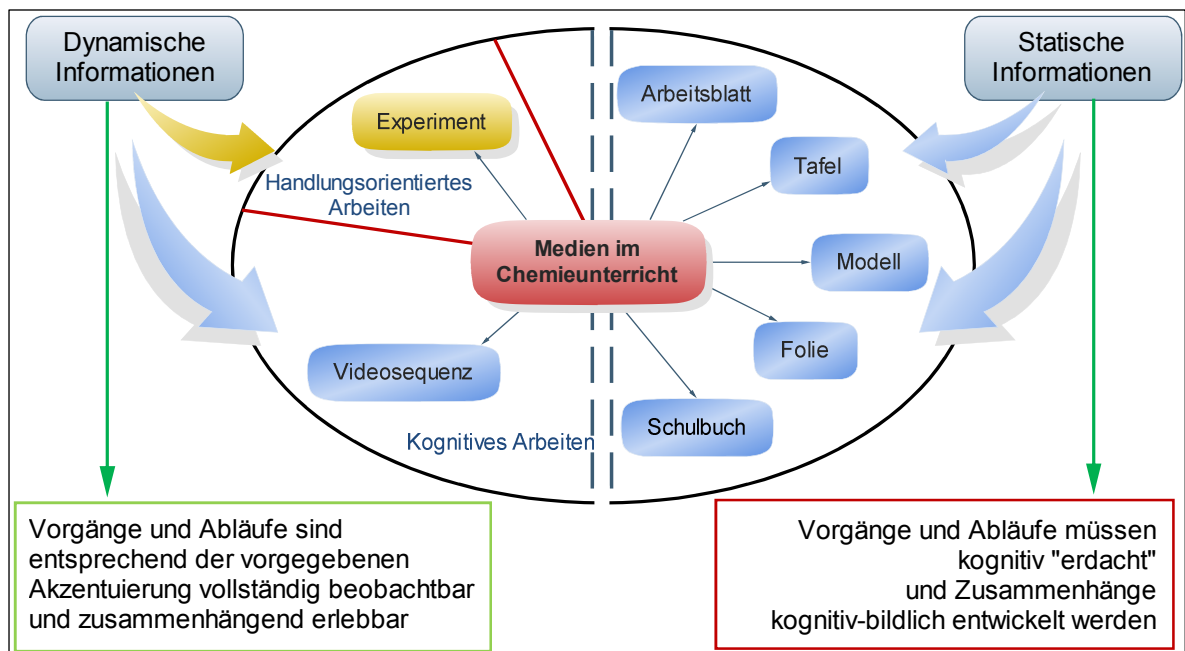 Dynamische
Informationen
Statische
Informationen
Experiment
Arbeitsblatt
Tafel
Handlungsorientiertes
Arbeiten
Medien im
Chemieunterricht
Modell
Folie
Videosequenz
Schulbuch
Kognitives Arbeiten
Vorgänge und Abläufe sind
entsprechend der vorgegebenen
Akzentuierung vollständig beobachtbar
und zusammenhängend erlebbar
Vorgänge und Abläufe müssen
kognitiv "erdacht"
und Zusammenhänge
kognitiv-bildlich entwickelt werden